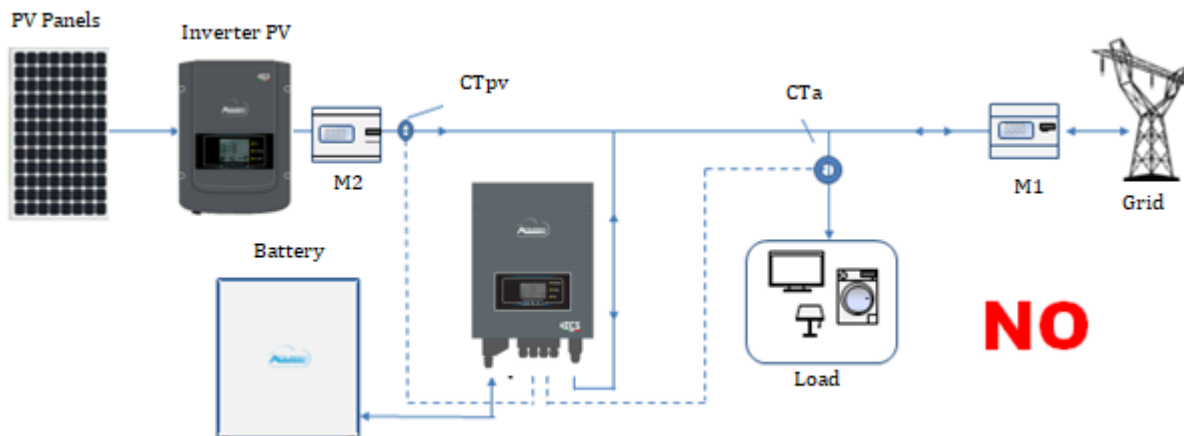 PV Panels
Inverter PV
CTpv
CTa
M2
M1
Grid
Battery
Load
NO